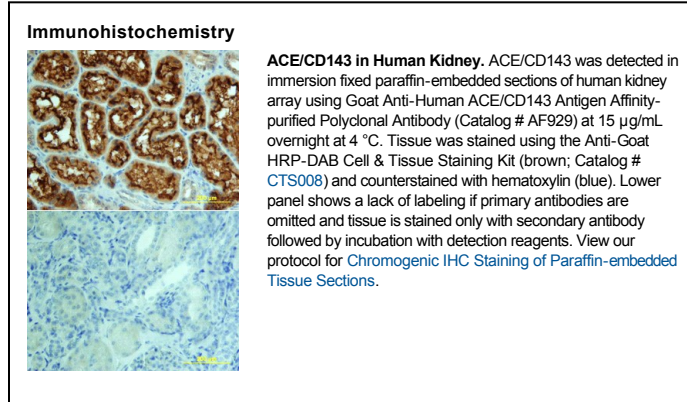 Immunohistochemistry
ACE/CD143 in Human Kidney. ACE/CD143 was detected in
immersion fixed paraffin-embedded sections of human kidney
array using Goat Anti-Human ACE/CD143 Antigen Affinity-
purified Polyclonal Antibody (Catalog # AF929) at 15 µg/mL
overnight at 4 °C. Tissue was stained using the Anti-Goat
HRP-DAB Cell & Tissue Staining Kit (brown; Catalog #
CTS008) and counterstained with hematoxylin (blue). Lower
panel shows a lack of labeling if primary antibodies are
omitted and tissue is stained only with secondary antibody
followed by incubation with detection reagents. View our
protocol for Chromogenic IHC Staining of Paraffin-embedded
Tissue Sections.